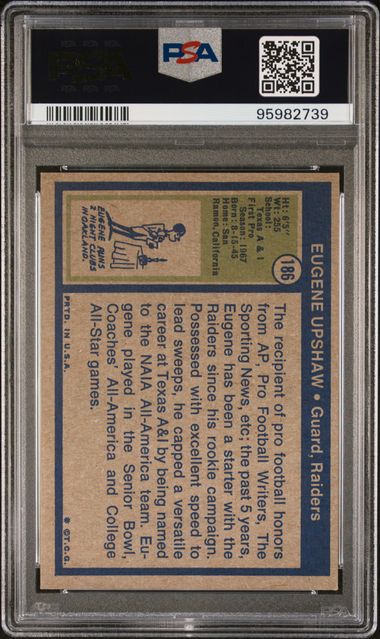 PSA
PSA
95982739
EUGENE UPSHAW • Guard, Raiders
186
Ht: 6'5"
Wt: 255
School:
Texas A & I
First Pro
Season: 1967
Born: 8-15-45
Home: San
Ramon, California
EUGENE RUNS
2 NIGHT CLUBS
IN OAKLAND.
The recipient of pro football honors
from AP, Pro Football Writers, The
Sporting News, etc; the past 5 years,
Eugene has been a starter with the
Raiders since his rookie campaign.
Possessed with excellent speed to
lead sweeps, he capped a versatile
career at Texas A&I by being named
to the NAIA All-America team. Eu-
gene played in the Senior Bowl,
Coaches' All-America and College
All-Star games.
PRTD. IN U.S.A.
® ©T.C.G.